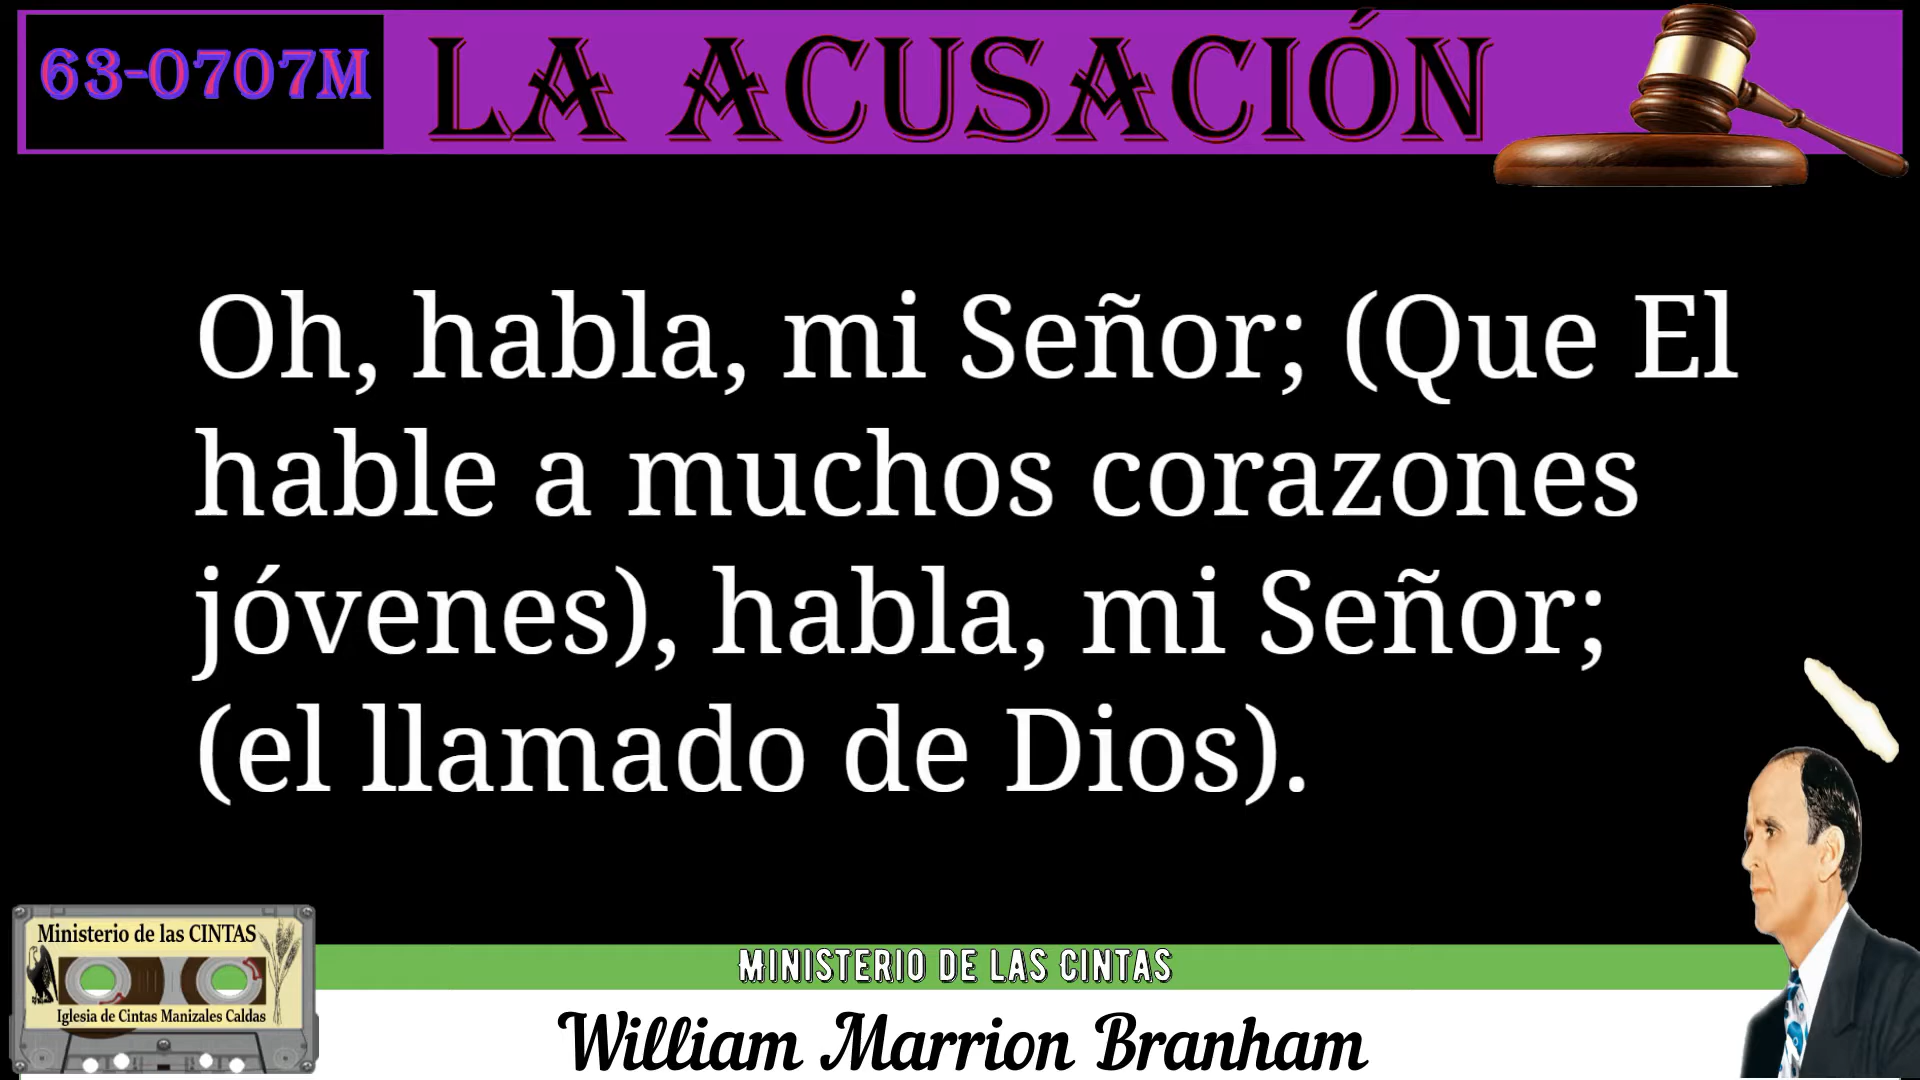 63-0707M
LA ACUSACIÓN
Oh, habla, mi Señor; (Que El
hable a muchos corazones
jóvenes), habla, mi Señor;
(el llamado de Dios).
Ministerio de las CINTAS
Iglesia de Cintas Manizales Caldas
MINISTERIO DE LAS CINTAS
William Marrion Branham